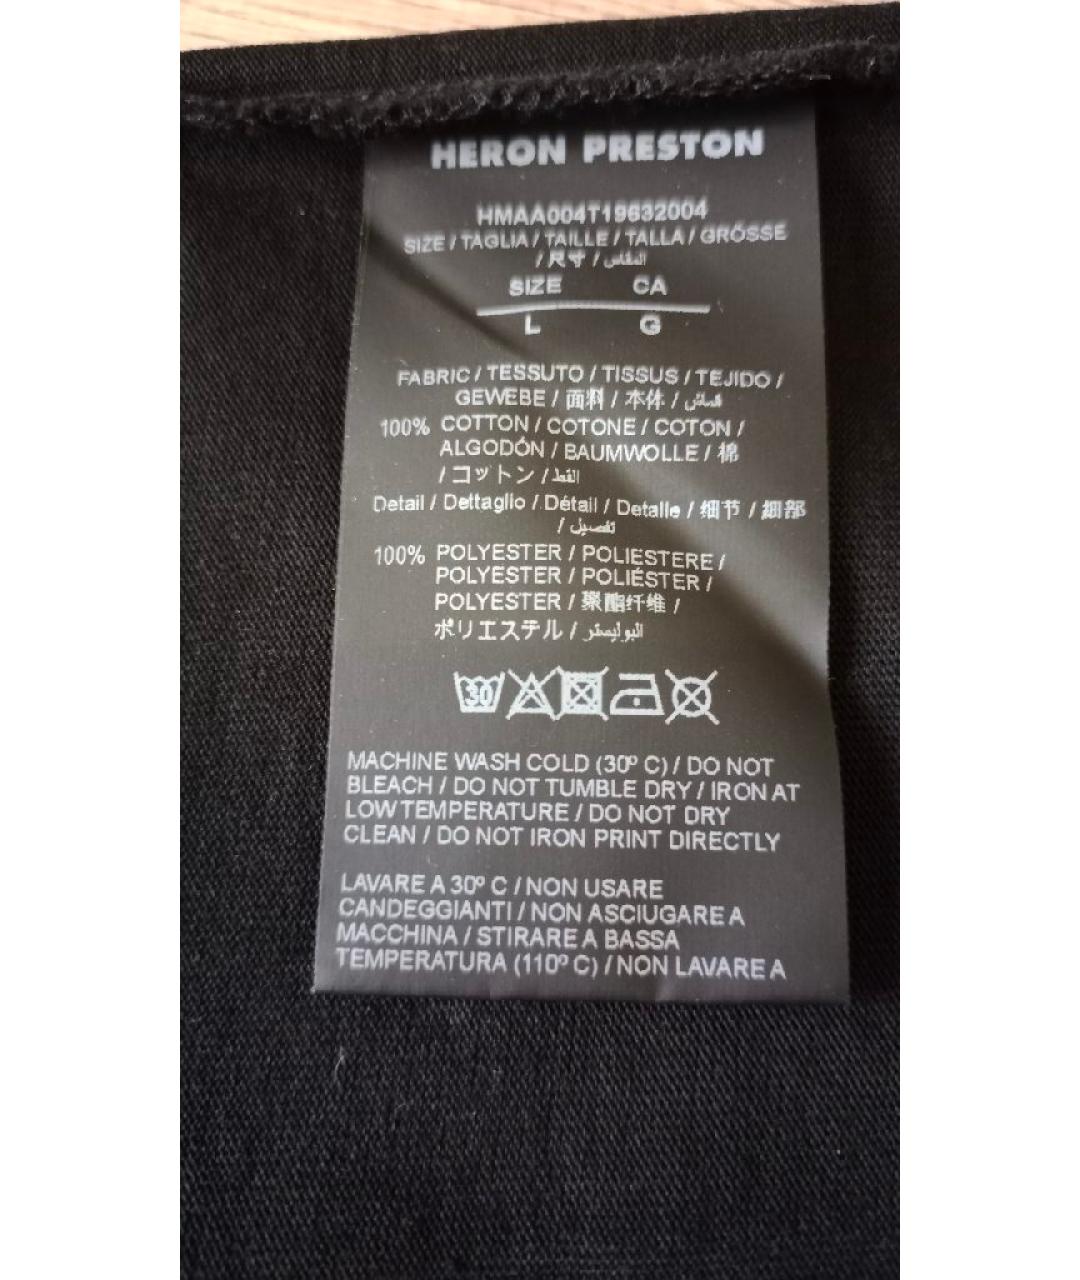 HERON PRESTON
HMAA004T19632004
SIZE / TAGLIA / TAILLE / TALLA / GRÓSSE
/ 尺寸 / المقاس
SIZE CA
L G
FABRIC / TESSUTO / TISSUS / TEJIDO /
GEWEBE / 面料 / 本体 / قماش
100% COTTON / COTONE / COTON /
ALGODÓN / BAUMWOLLE / 棉
/ コットン / القط
Detail / Dettaglio / Détail / Detalle / 细节 / 細部
/ تفصيل
100% POLYESTER / POLIESTERE /
POLYESTER / POLIÉSTER /
POLYESTER / 聚酯纤维 /
ポリエステル / البوليستر
30
MACHINE WASH COLD (30º C) / DO NOT
BLEACH / DO NOT TUMBLE DRY / IRON AT
LOW TEMPERATURE / DO NOT DRY
CLEAN / DO NOT IRON PRINT DIRECTLY
LAVARE A 30º C / NON USARE
CANDEGGIANTI / NON ASCIUGARE A
MACCHINA / STIRARE A BASSA
TEMPERATURA (110º C) / NON LAVARE A